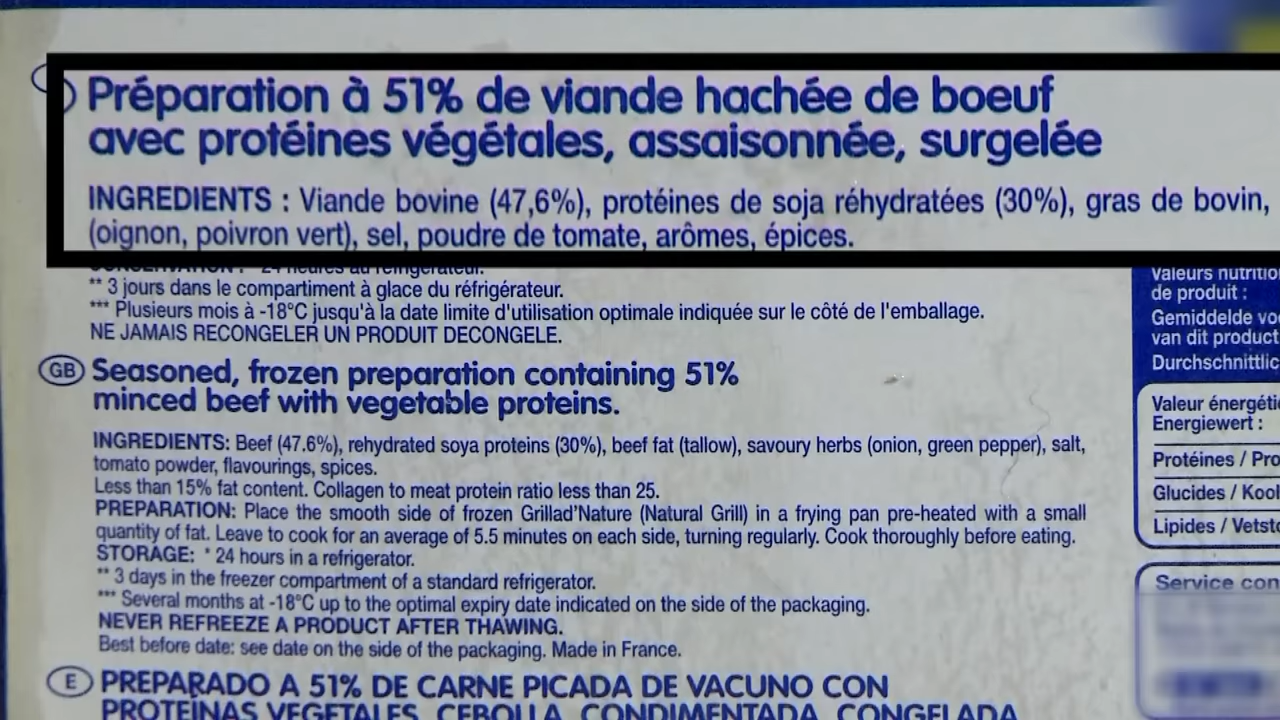 Préparation à 51% de viande hachée de boeuf
avec protéines végétales, assaisonnée, surgelée
INGREDIENTS : Viande bovine (47,6%), protéines de soja réhydratées (30%), gras de bovin,
(oignon, poivron vert), sel, poudre de tomate, arômes, épices.
CONSERVATION : * 24 heures au réfrigérateur.
** 3 jours dans le compartiment à glace du réfrigérateur.
*** Plusieurs mois à -18°C jusqu'à la date limite d'utilisation optimale indiquée sur le côté de l'emballage.
NE JAMAIS RECONGELER UN PRODUIT DECONGELE.
GB Seasoned, frozen preparation containing 51%
minced beef with vegetable proteins.
INGREDIENTS: Beef (47.6%), rehydrated soya proteins (30%), beef fat (tallow), savoury herbs (onion, green pepper), salt,
tomato powder, flavourings, spices.
Less than 15% fat content. Collagen to meat protein ratio less than 25.
PREPARATION: Place the smooth side of frozen Grillad'Nature (Natural Grill) in a frying pan pre-heated with a small
quantity of fat. Leave to cook for an average of 5.5 minutes on each side, turning regularly. Cook thoroughly before eating.
STORAGE: * 24 hours in a refrigerator.
** 3 days in the freezer compartment of a standard refrigerator.
*** Several months at -18°C up to the optimal expiry date indicated on the side of the packaging.
NEVER REFREEZE A PRODUCT AFTER THAWING.
Best before date: see date on the side of the packaging. Made in France.
E PREPARADO A 51% DE CARNE PICADA DE VACUNO CON
PROTEÍNAS VEGETALES, CEBOLLA, CONDIMENTADA, CONGELADA
Valeurs nutritio
de produit :
Gemiddelde vo
van dit product
Durchschnittlic
Valeur énergéti
Energiewert :
Protéines / Pro
Glucides / Kool
Lipides / Vetst
Service con